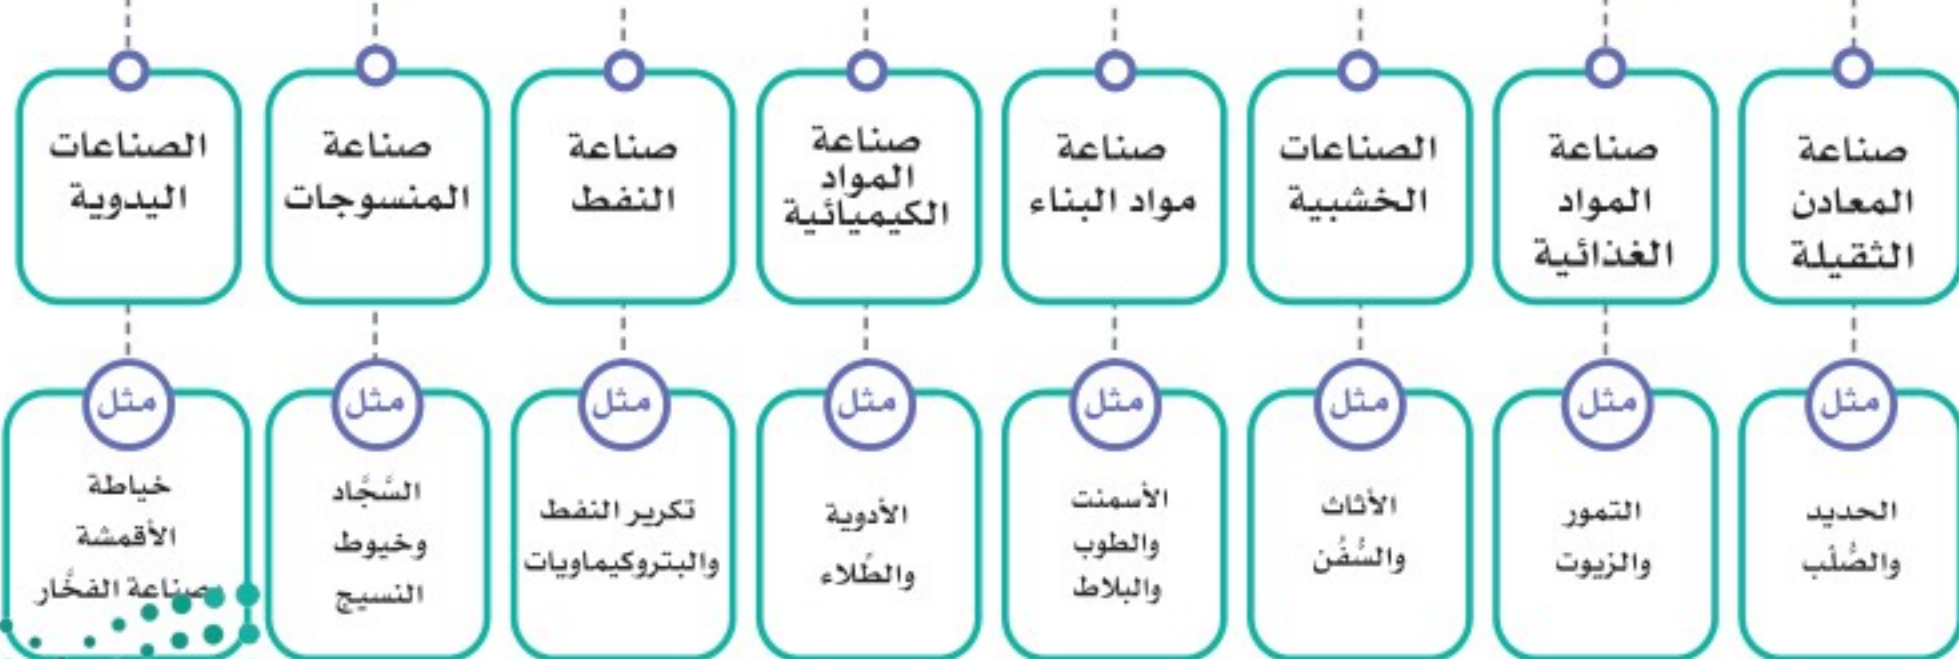 صناعة
المعادن
الثقيلة
صناعة
المواد
الغذائية
الصناعات
الخشبية
صناعة
مواد البناء
صناعة
المواد
الكيميائية
صناعة
النفط
صناعة
المنسوجات
الصناعات
اليدوية
مثل
الحديد
والصُّلْب
مثل
التمور
والزيوت
مثل
الأثاث
والسُّفُن
مثل
الأسمنت
والطوب
والبلاط
مثل
الأدوية
والطِّلاء
مثل
تكرير النفط
والبتروكيماويات
مثل
السَّجَّاد
وخيوط
النسيج
مثل
خياطة
الأقمشة
وصناعة الفخَّار